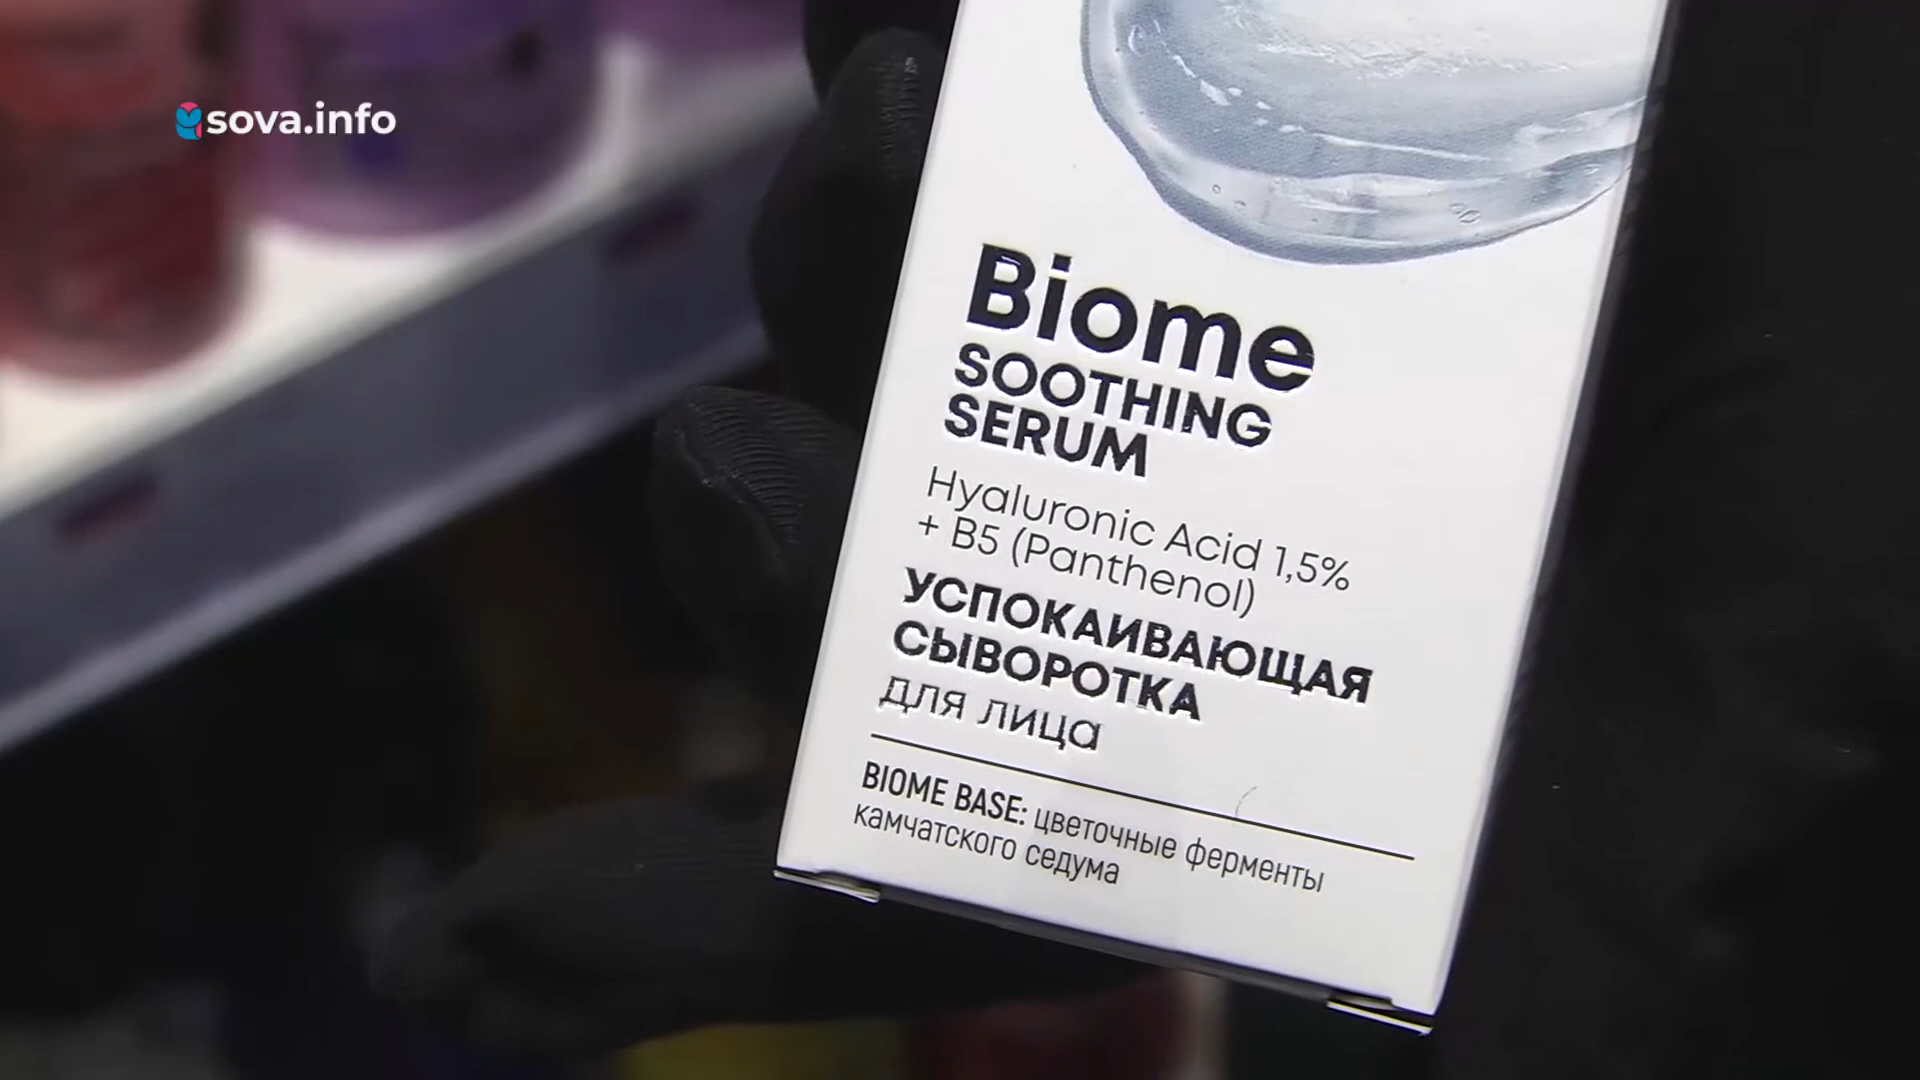 sova.info
Biome
SOOTHING
SERUM
Hyaluronic Acid 1,5%
+ B5 (Panthenol)
УСПОКАИВАЮЩАЯ
СЫВОРОТКА
для лица
BIOME BASE: цветочные ферменты
камчатского седума